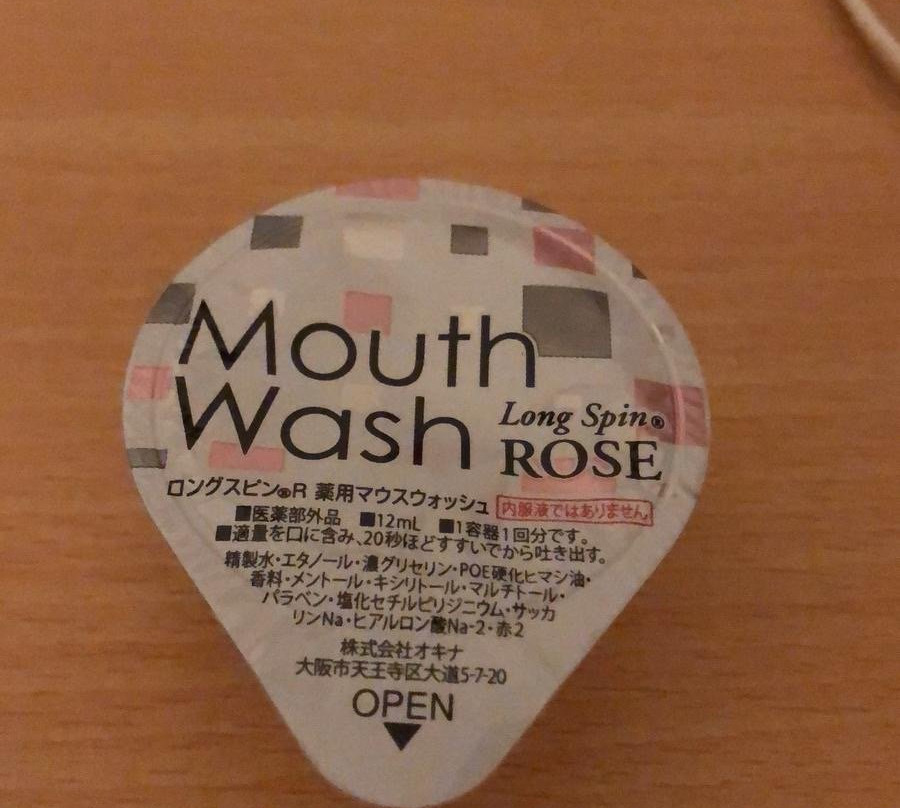 Mouth
Wash
Long Spin®
ROSE
ロングスピン®R 薬用マウスウォッシュ 内服液ではありません
■医薬部外品 ■12mL ■1容器1回分です。
■適量を口に含み、20秒ほどすすいでから吐き出す。
精製水・エタノール・濃グリセリン・POE硬化ヒマシ油・
香料・メントール・キシリトール・マルチトール・
パラベン・塩化セチルピリジニウム・サッカ
リンNa・ヒアルロン酸Na-2・赤2
株式会社オキナ
大阪市天王寺区大道5-7-20
OPEN